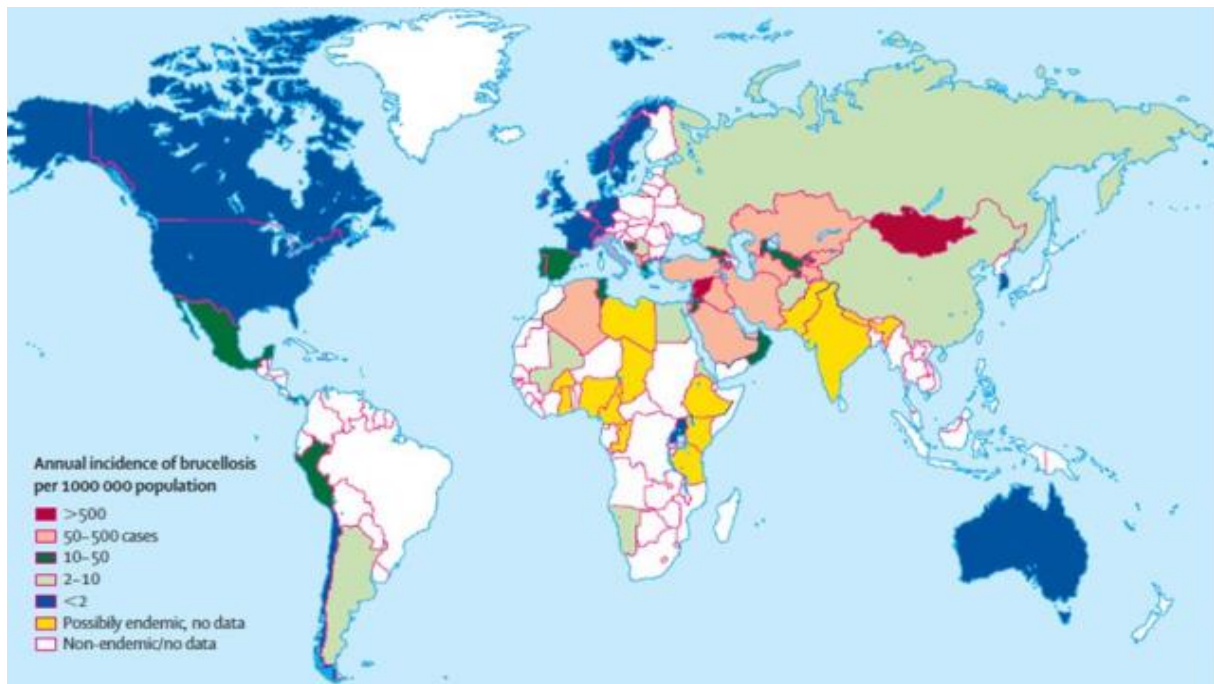 Annual incidence of brucellosis
per 1000 000 population
>500
50–500 cases
10–50
2–10
<2
Possibily endemic, no data
Non-endemic/no data